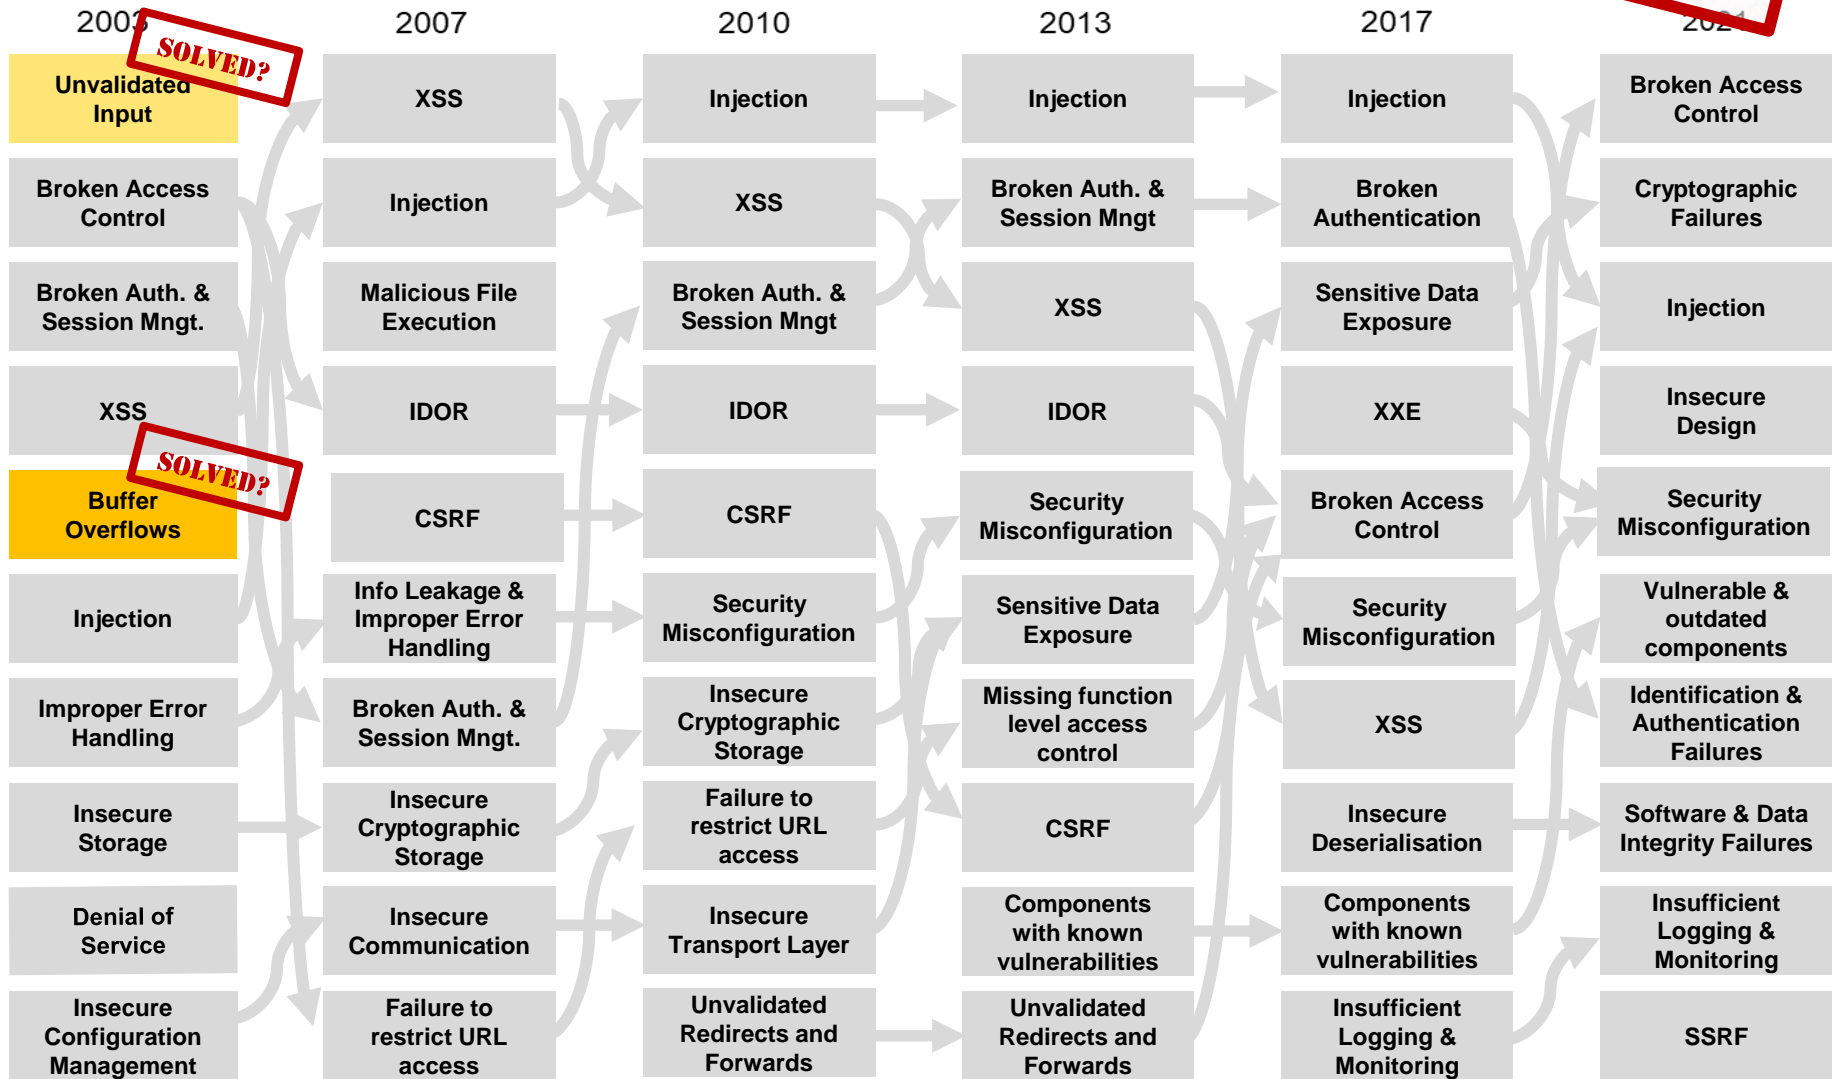 2003
2007
2010
2013
2017
2021
SOLVED?
Unvalidated
Input
Broken Access
Control
Broken Auth. &
Session Mngt.
XSS
SOLVED?
Buffer
Overflows
Injection
Improper Error
Handling
Insecure
Storage
Denial of
Service
Insecure
Configuration
Management
XSS
Injection
Malicious File
Execution
IDOR
CSRF
Info Leakage &
Improper Error
Handling
Broken Auth. &
Session Mngt.
Insecure
Cryptographic
Storage
Insecure
Communication
Failure to
restrict URL
access
Injection
XSS
Broken Auth. &
Session Mngt
IDOR
CSRF
Security
Misconfiguration
Insecure
Cryptographic
Storage
Failure to
restrict URL
access
Insecure
Transport Layer
Unvalidated
Redirects and
Forwards
Injection
Broken Auth. &
Session Mngt
XSS
IDOR
Security
Misconfiguration
Sensitive Data
Exposure
Missing function
level access
control
CSRF
Components
with known
vulnerabilities
Unvalidated
Redirects and
Forwards
Injection
Broken
Authentication
Sensitive Data
Exposure
XXE
Broken Access
Control
Security
Misconfiguration
XSS
Insecure
Deserialisation
Components
with known
vulnerabilities
Insufficient
Logging &
Monitoring
Broken Access
Control
Cryptographic
Failures
Injection
Insecure
Design
Security
Misconfiguration
Vulnerable &
outdated
components
Identification &
Authentication
Failures
Software & Data
Integrity Failures
Insufficient
Logging &
Monitoring
SSRF